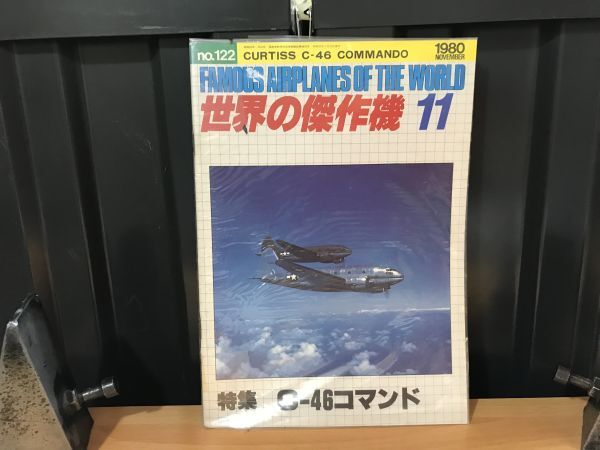 no.122 CURTISS C-46 COMMANDO 1980
NOVEMBER
FAMOUS AIRPLANES OF THE WORLD
世界の傑作機 11
特集 C-46コマンド